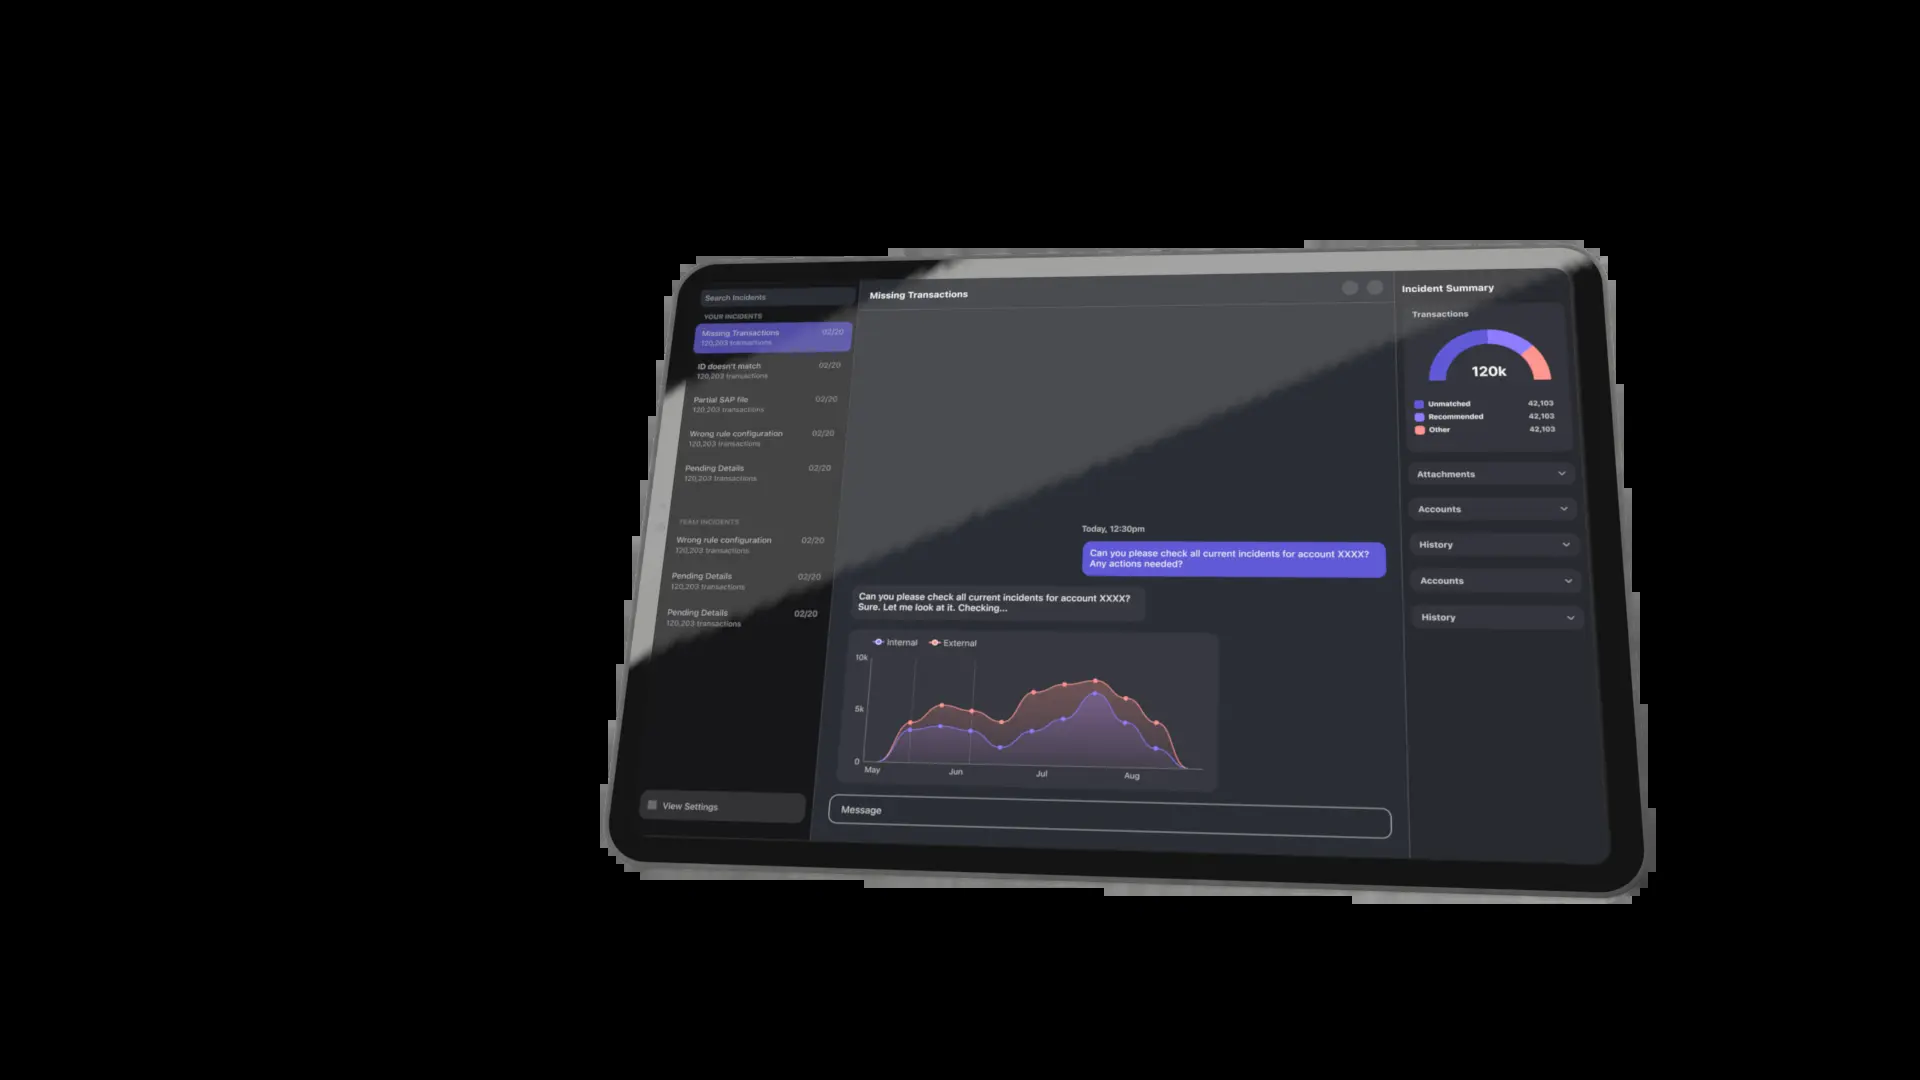 Search Incidents
YOUR INCIDENTS
Missing Transactions 02/20
120,203 transactions
ID doesn't match 02/20
120,203 transactions
Partial SAP file 02/20
120,203 transactions
Wrong rule configuration 02/20
120,203 transactions
Pending Details 02/20
120,203 transactions
TEAM INCIDENTS
Wrong rule configuration 02/20
120,203 transactions
Pending Details 02/20
120,203 transactions
Pending Details 02/20
120,203 transactions
View Settings
Missing Transactions
Today, 12:30pm
Can you please check all current incidents for account XXXX?
Any actions needed?
Can you please check all current incidents for account XXXX?
Sure. Let me look at it. Checking...
Internal External
10k
5k
0
May Jun Jul Aug
Message
Incident Summary
Transactions
120k
Unmatched 42,103
Recommended 42,103
Other 42,103
Attachments
Accounts
History
Accounts
History